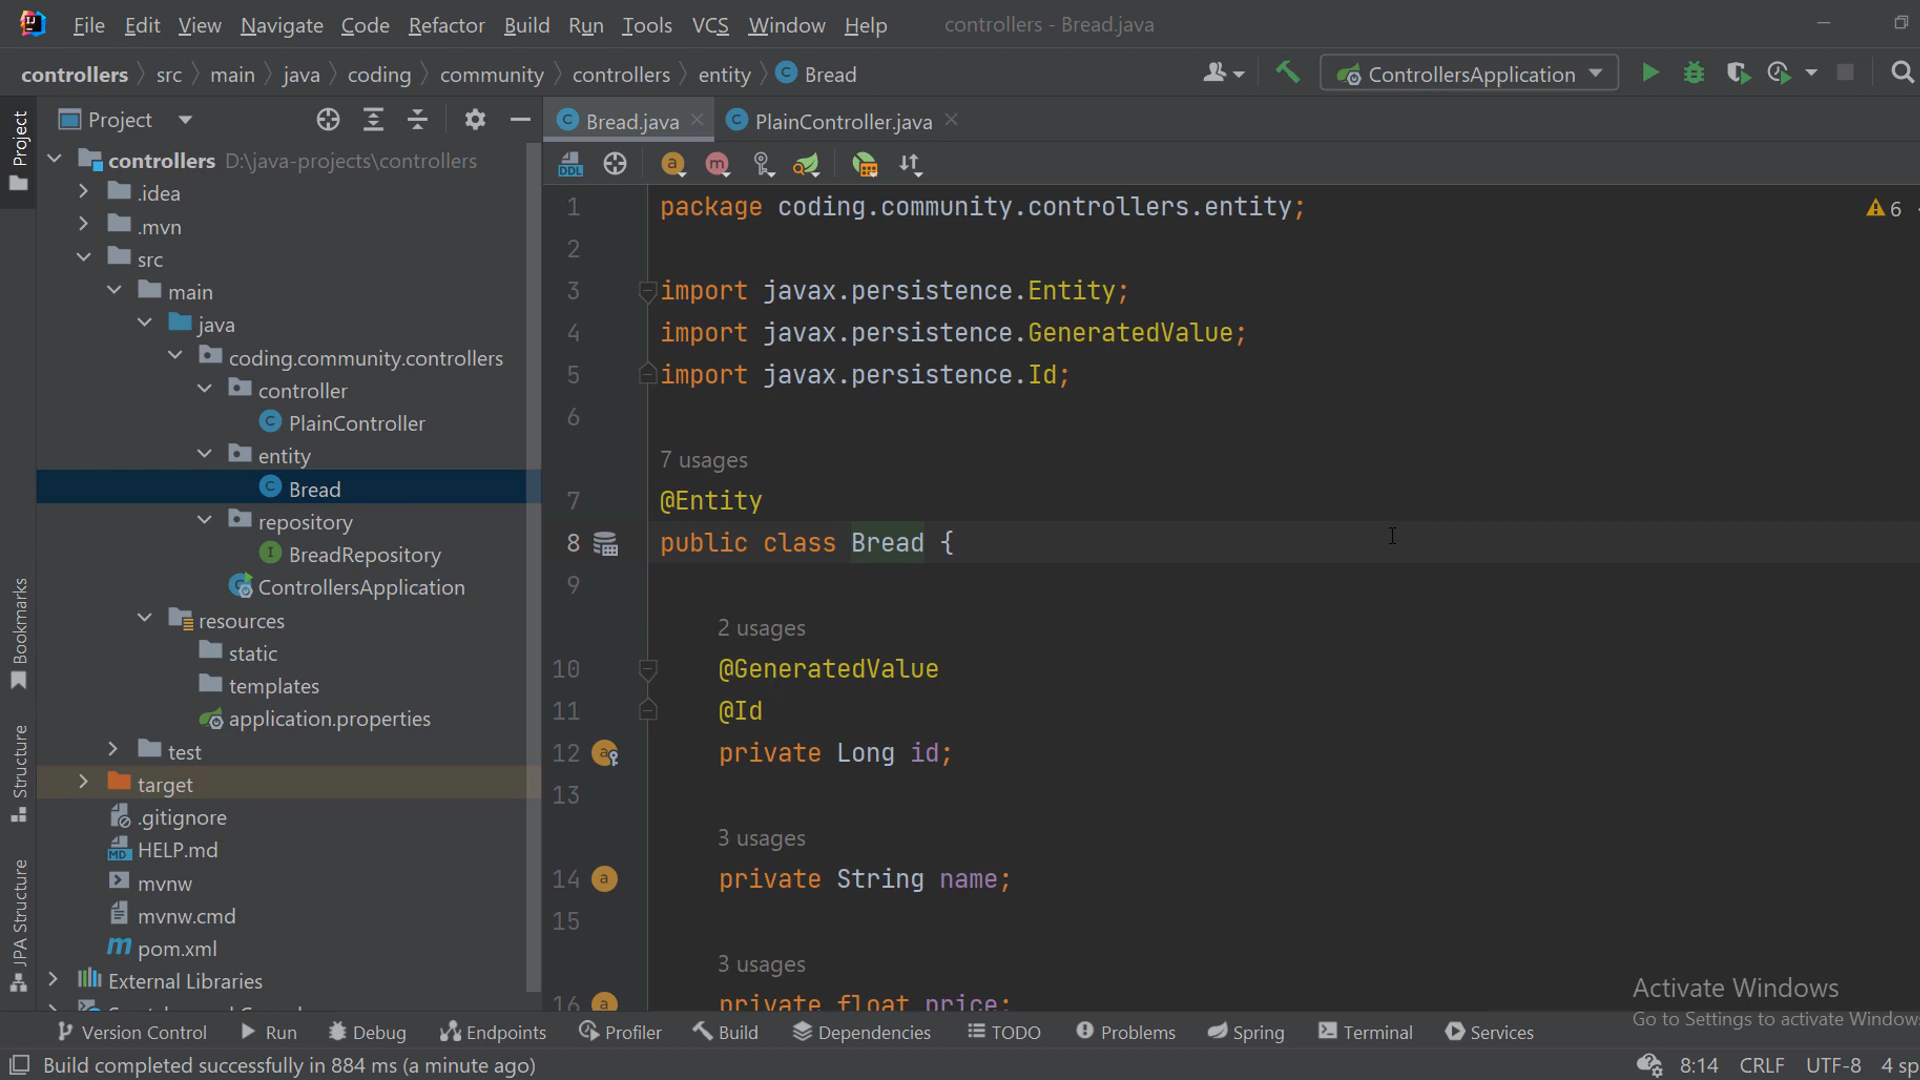 File Edit View Navigate Code Refactor Build Run Tools VCS Window Help controllers - Bread.java
controllers src main java coding community controllers entity Bread ControllersApplication
Project
Bookmarks
Structure
JPA Structure
Project
controllers D:\java-projects\controllers
.idea
.mvn
src
main
java
coding.community.controllers
controller
PlainController
entity
Bread
repository
BreadRepository
ControllersApplication
resources
static
templates
application.properties
test
target
.gitignore
HELP.md
mvnw
mvnw.cmd
pom.xml
External Libraries
Bread.java PlainController.java
DDL
1 package coding.community.controllers.entity;
6
2
3 import javax.persistence.Entity;
4 import javax.persistence.GeneratedValue;
5 import javax.persistence.Id;
6
7 usages
7 @Entity
8 public class Bread {
9
2 usages
10 @GeneratedValue
11 @Id
12 private Long id;
13
3 usages
14 private String name;
15
3 usages
16 private float price;
Activate Windows
Go to Settings to activate Windows
Version Control Run Debug Endpoints Profiler Build Dependencies TODO Problems Spring Terminal Services
Build completed successfully in 884 ms (a minute ago) 8:14 CRLF UTF-8 4 sp